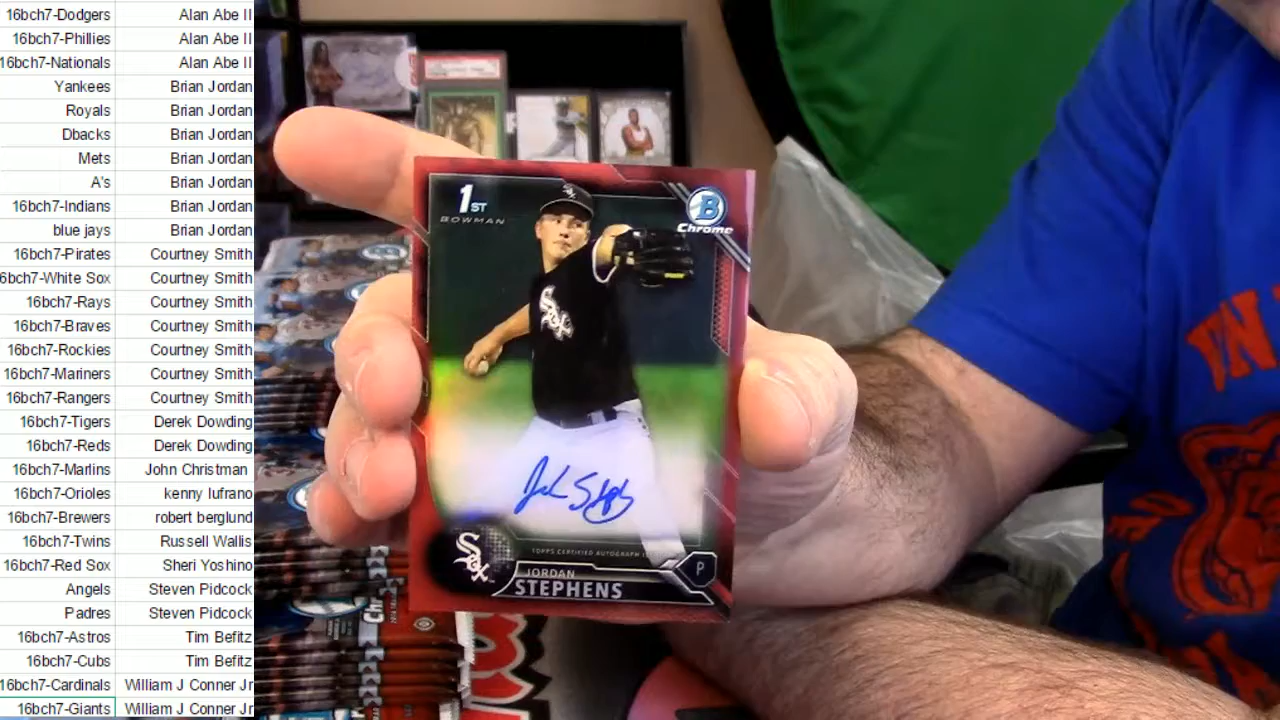 16bch7-Dodgers Alan Abe II
16bch7-Phillies Alan Abe II
16bch7-Nationals Alan Abe II
Yankees Brian Jordan
Royals Brian Jordan
Dbacks Brian Jordan
Mets Brian Jordan
A's Brian Jordan
16bch7-Indians Brian Jordan
blue jays Brian Jordan
16bch7-Pirates Courtney Smith
6bch7-White Sox Courtney Smith
16bch7-Rays Courtney Smith
16bch7-Braves Courtney Smith
16bch7-Rockies Courtney Smith
16bch7-Mariners Courtney Smith
16bch7-Rangers Courtney Smith
16bch7-Tigers Derek Dowding
16bch7-Reds Derek Dowding
16bch7-Marlins John Christman
16bch7-Orioles kenny lufrano
16bch7-Brewers robert berglund
16bch7-Twins Russell Wallis
16bch7-Red Sox Sheri Yoshino
Angels Steven Pidcock
Padres Steven Pidcock
16bch7-Astros Tim Befitz
16bch7-Cubs Tim Befitz
16bch7-Cardinals William J Conner Jr
16bch7-Giants William J Conner Jr
1ST
BOWMAN
B
Chrome
Sox
TOPPS CERTIFIED AUTOGRAPH
Sox
P
JORDAN
STEPHENS